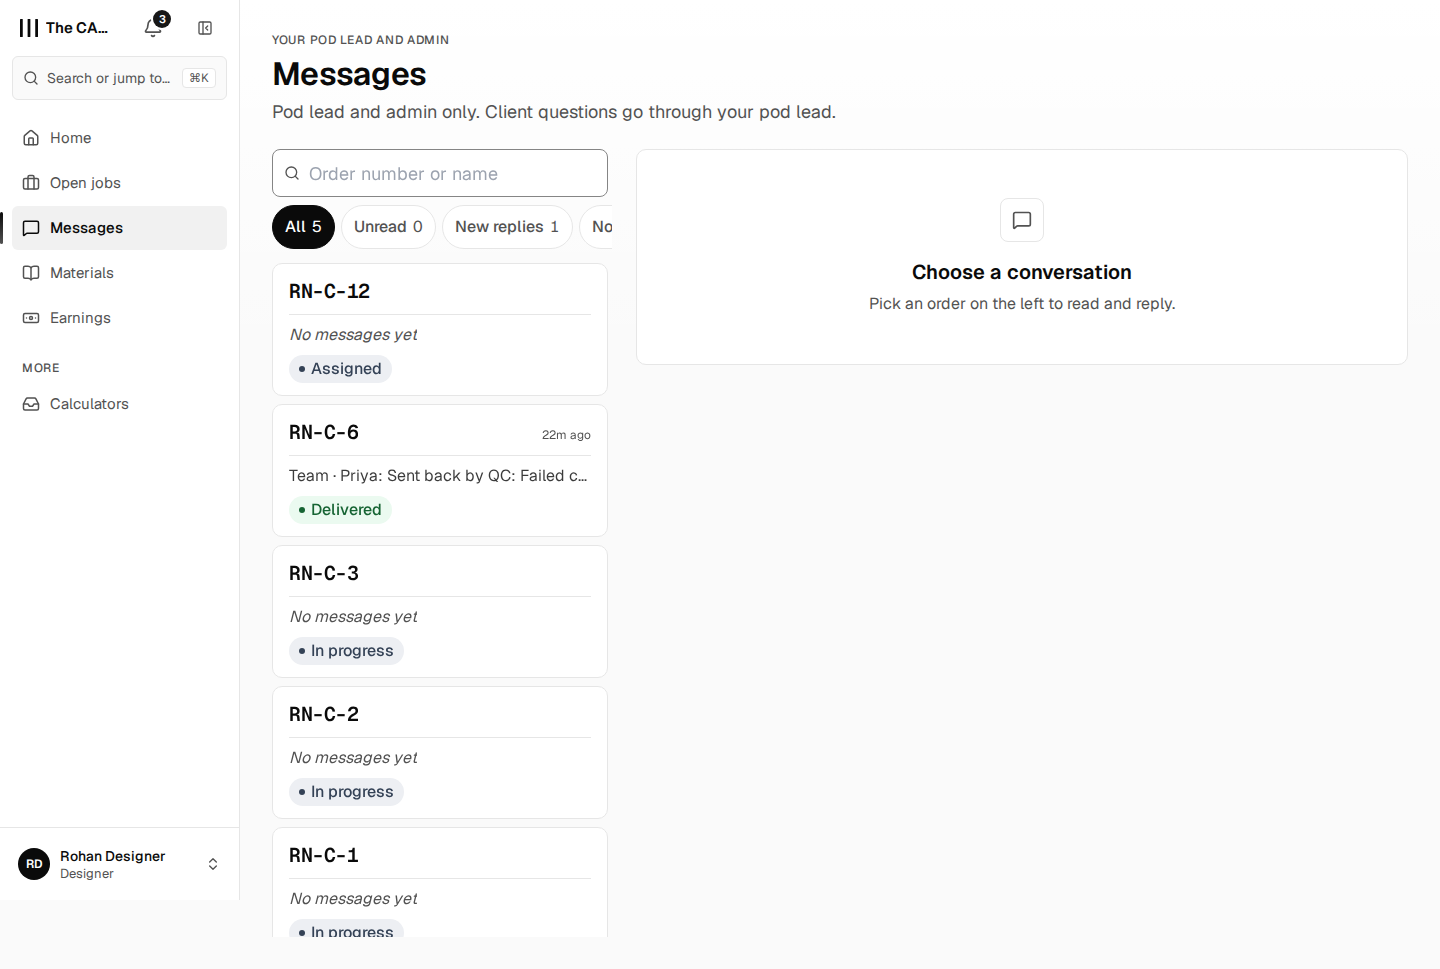 The CA...
3
Search or jump to...
⌘K
Home
Open jobs
Messages
Materials
Earnings
MORE
Calculators
RD
Rohan Designer
Designer
YOUR POD LEAD AND ADMIN
Messages
Pod lead and admin only. Client questions go through your pod lead.
Order number or name
All 5
Unread 0
New replies 1
No
RN-C-12
No messages yet
Assigned
RN-C-6
22m ago
Team · Priya: Sent back by QC: Failed c...
Delivered
RN-C-3
No messages yet
In progress
RN-C-2
No messages yet
In progress
RN-C-1
No messages yet
In progress
Choose a conversation
Pick an order on the left to read and reply.